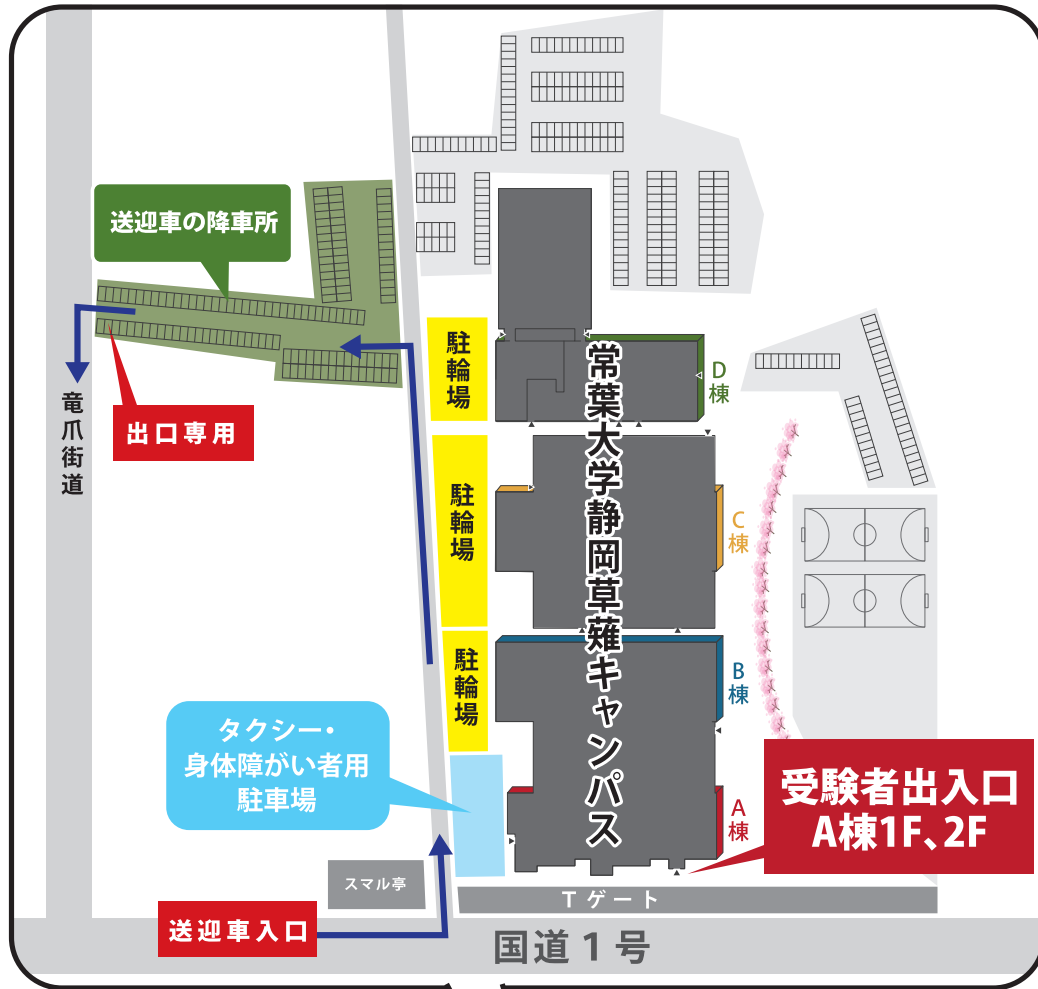 送迎車の降車所
出口専用
竜爪街道
駐輪場
駐輪場
駐輪場
常葉大学静岡草薙キャンパス
D棟
C棟
B棟
A棟
タクシー・
身体障がい者用
駐車場
受験者出入口
A棟1F、2F
スマル亭
Tゲート
送迎車入口
国道1号